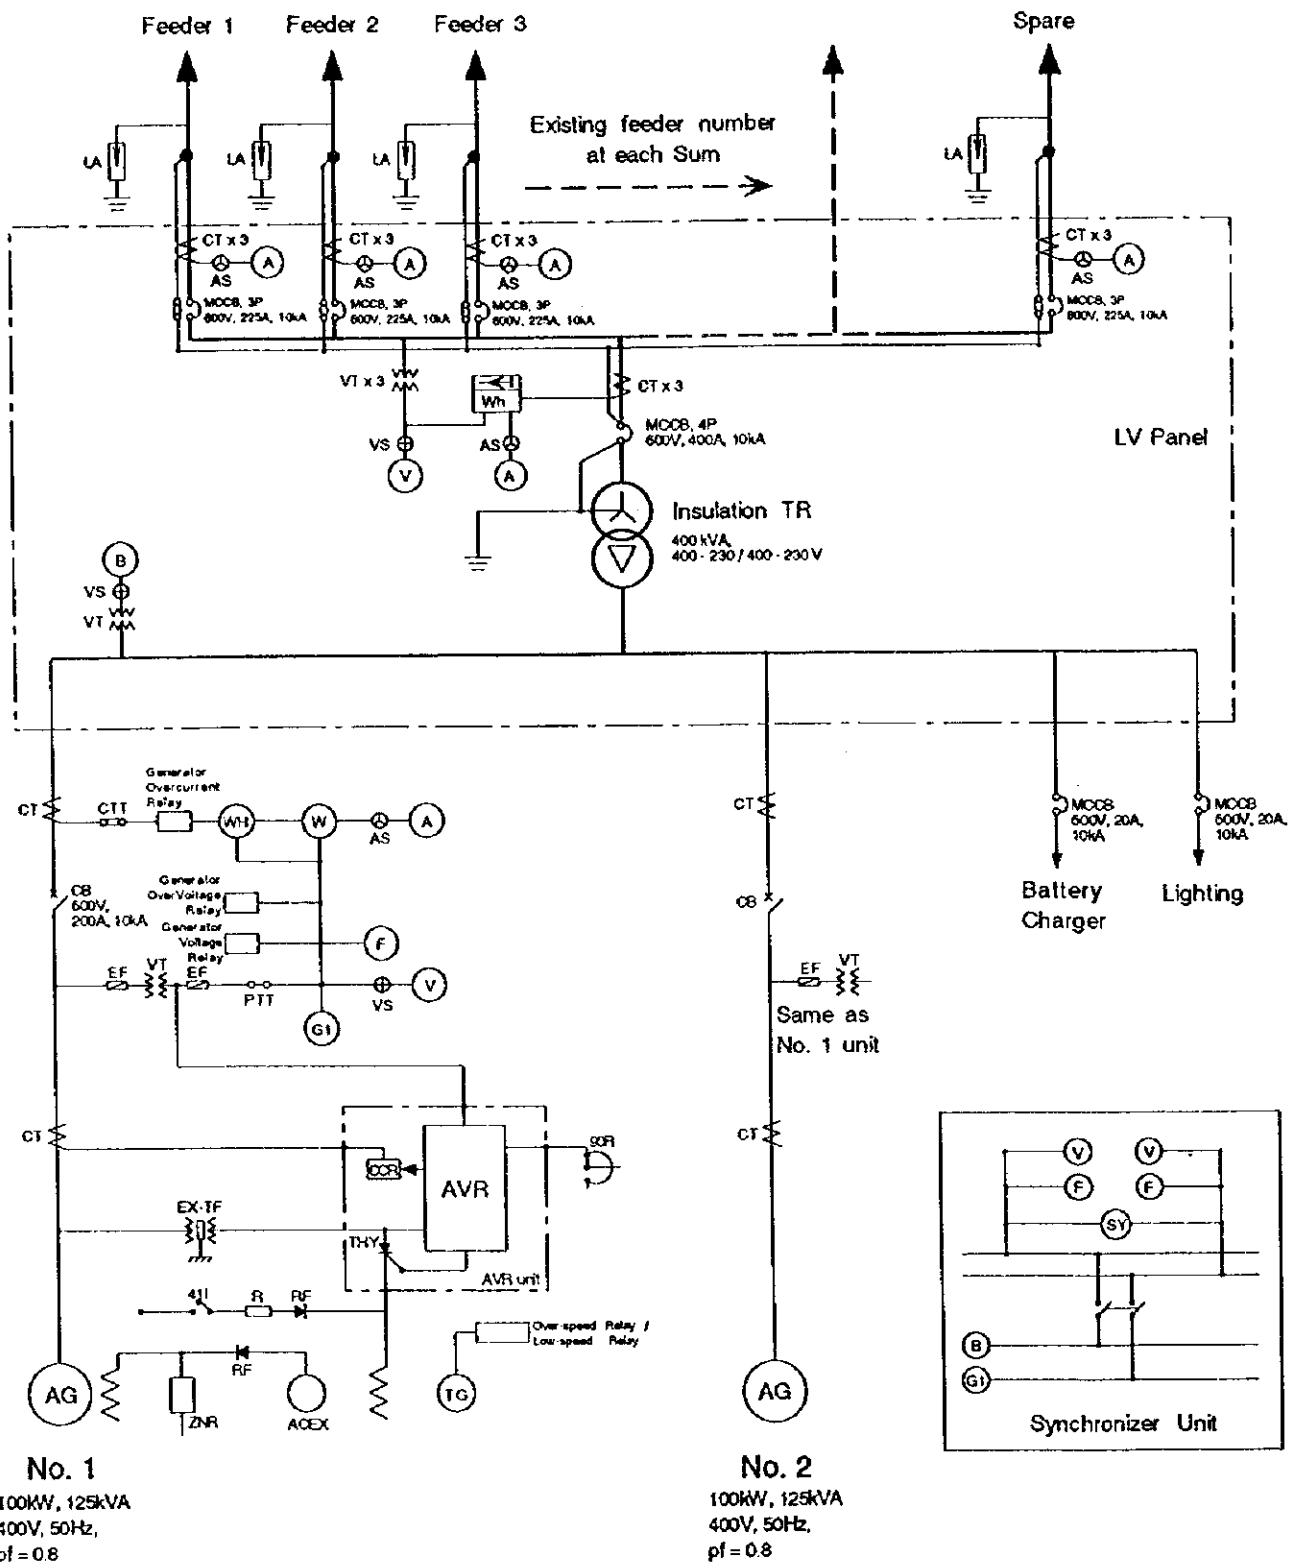 Feeder 1
Feeder 2
Feeder 3
Spare
Existing feeder number
at each Sum
LA
LA
LA
LA
CT x 3
A
AS
MCCB, 3P
600V, 225A, 10kA
CT x 3
A
AS
MCCB, 3P
600V, 225A, 10kA
CT x 3
A
AS
MCCB, 3P
600V, 225A, 10kA
CT x 3
A
AS
MCCB, 3P
600V, 225A, 10kA
VT x 3
Wh
CT x 3
VS
AS
MCCB, 4P
600V, 400A, 10kA
V
A
LV Panel
Insulation TR
400 kVA,
400 - 230 / 400 - 230 V
B
VS
VT
CT
CTT
Generator
Overcurrent
Relay
WH
W
AS
A
CB
600V,
200A, 10kA
Generator
OverVoltage
Relay
Generator
Voltage
Relay
F
EF
VT
EF
PTT
VS
V
G1
CT
CB
EF
VT
Same as
No. 1 unit
CT
MCCB
600V, 20A,
10kA
Battery
Charger
MCCB
600V, 20A,
10kA
Lighting
CT
CCR
AVR
90R
EX-TF
THY
AVR unit
41I
R
RF
Over-speed Relay /
Low-speed Relay
AG
RF
ZNR
ACEX
TG
AG
V
V
F
F
SY
B
G1
Synchronizer Unit
No. 1
100kW, 125kVA
400V, 50Hz,
pf = 0.8
No. 2
100kW, 125kVA
400V, 50Hz,
pf = 0.8